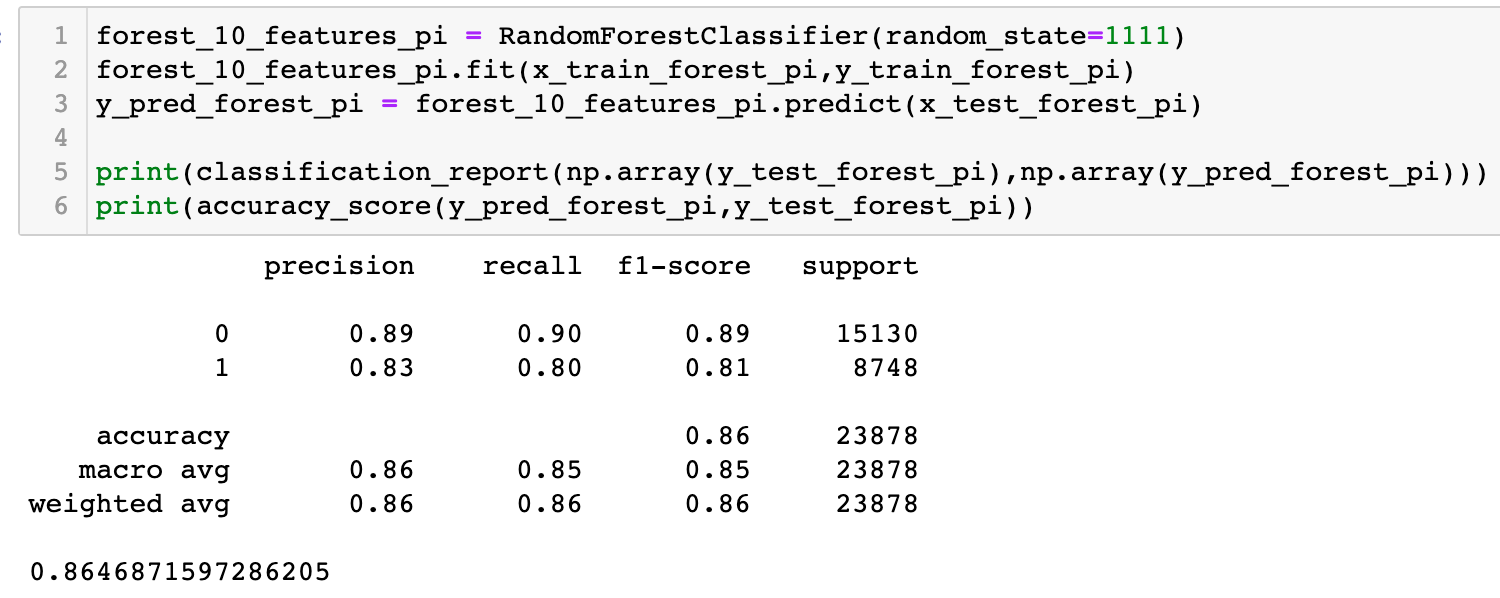 1 forest_10_features_pi = RandomForestClassifier(random_state=1111)
2 forest_10_features_pi.fit(x_train_forest_pi,y_train_forest_pi)
3 y_pred_forest_pi = forest_10_features_pi.predict(x_test_forest_pi)
4
5 print(classification_report(np.array(y_test_forest_pi),np.array(y_pred_forest_pi)))
6 print(accuracy_score(y_pred_forest_pi,y_test_forest_pi))
precision recall f1-score support
0 0.89 0.90 0.89 15130
1 0.83 0.80 0.81 8748
accuracy 0.86 23878
macro avg 0.86 0.85 0.85 23878
weighted avg 0.86 0.86 0.86 23878
0.8646871597286205